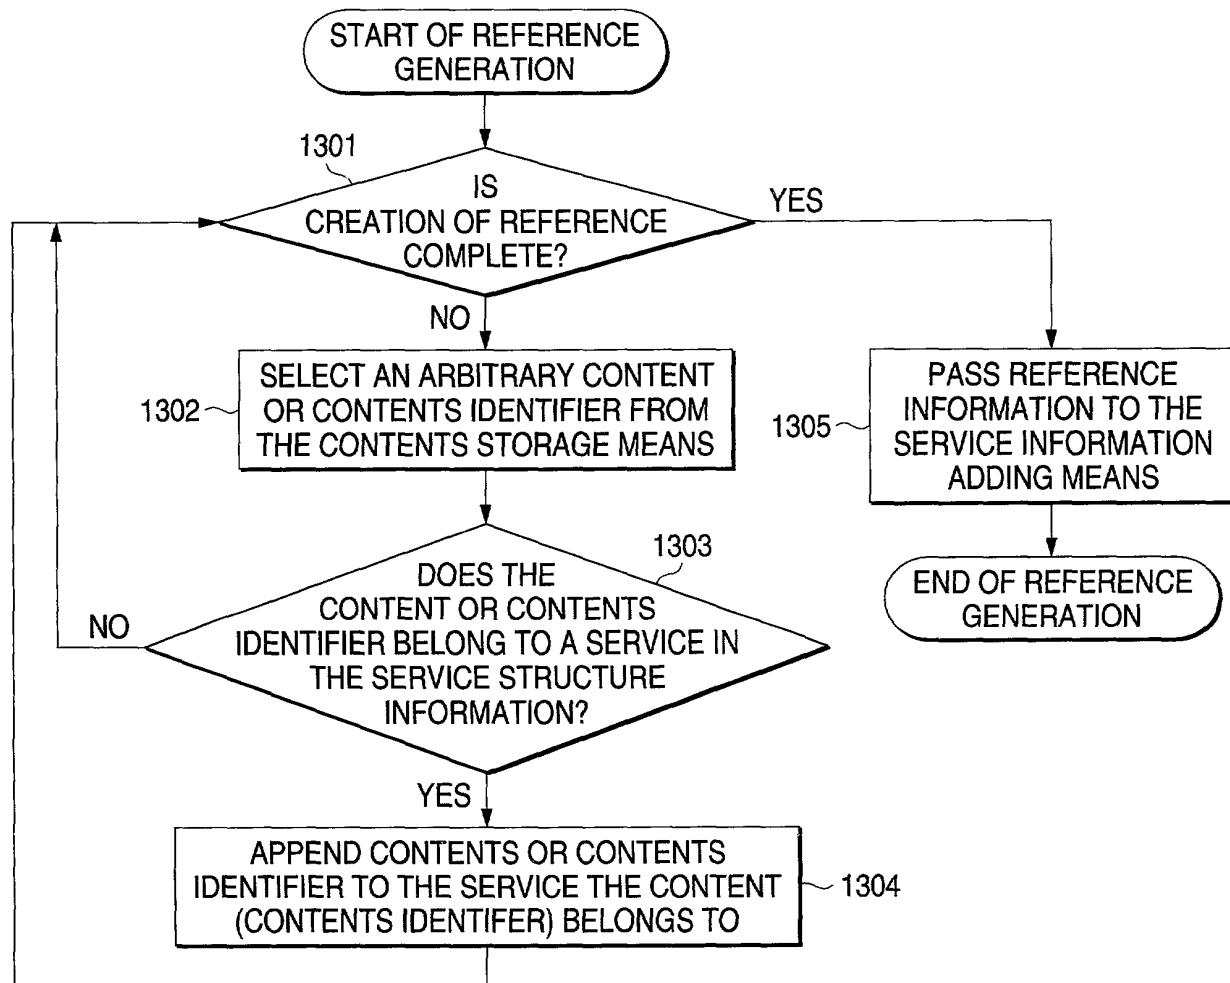 START OF REFERENCE
GENERATION
1301
IS
CREATION OF REFERENCE
COMPLETE?
YES
NO
1302
SELECT AN ARBITRARY CONTENT
OR CONTENTS IDENTIFIER FROM
THE CONTENTS STORAGE MEANS
1305
PASS REFERENCE
INFORMATION TO THE
SERVICE INFORMATION
ADDING MEANS
1303
DOES THE
CONTENT OR CONTENTS
IDENTIFIER BELONG TO A SERVICE IN
THE SERVICE STRUCTURE
INFORMATION?
NO
END OF REFERENCE
GENERATION
YES
APPEND CONTENTS OR CONTENTS
IDENTIFIER TO THE SERVICE THE CONTENT
(CONTENTS IDENTIFER) BELONGS TO
1304